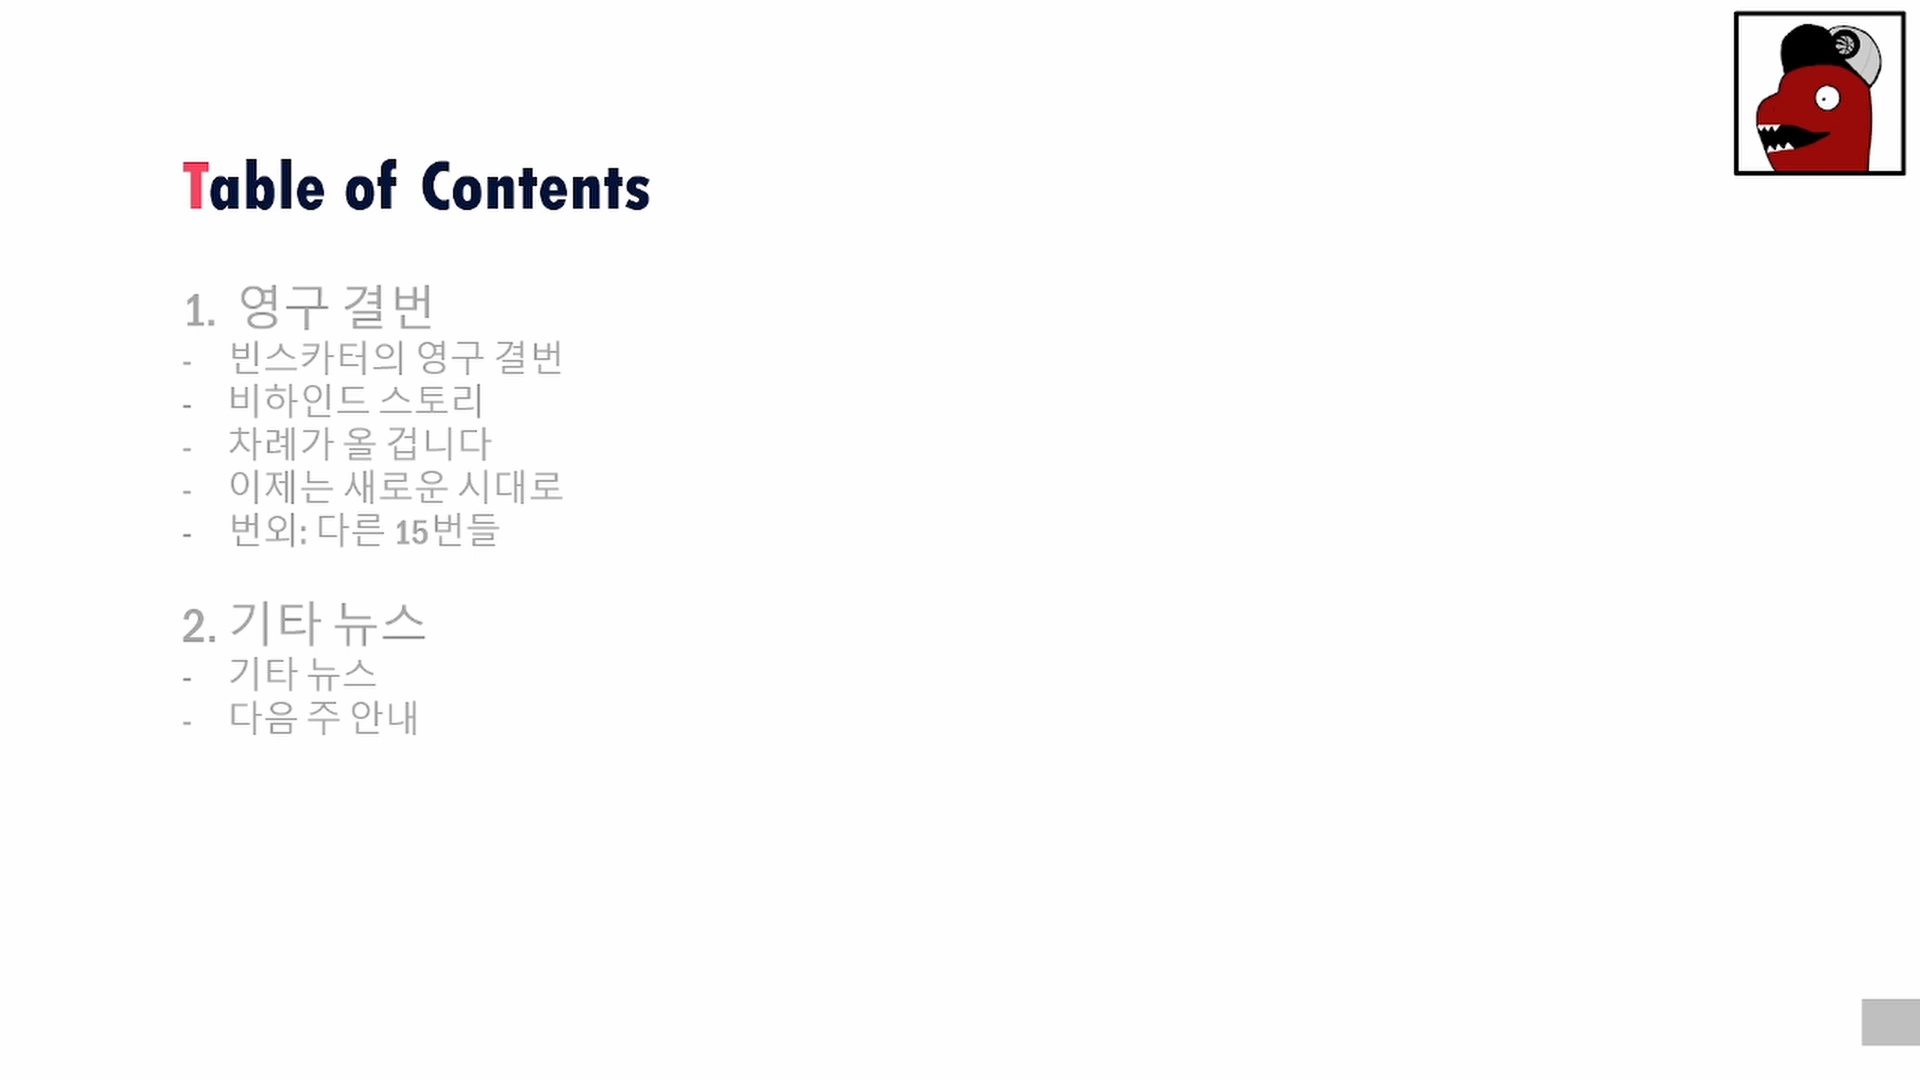 Table of Contents
1. 영구 결번
- 빈스카터의 영구 결번
- 비하인드 스토리
- 차례가 올 겁니다
- 이제는 새로운 시대로
- 번외: 다른 15번들
2. 기타 뉴스
- 기타 뉴스
- 다음 주 안내